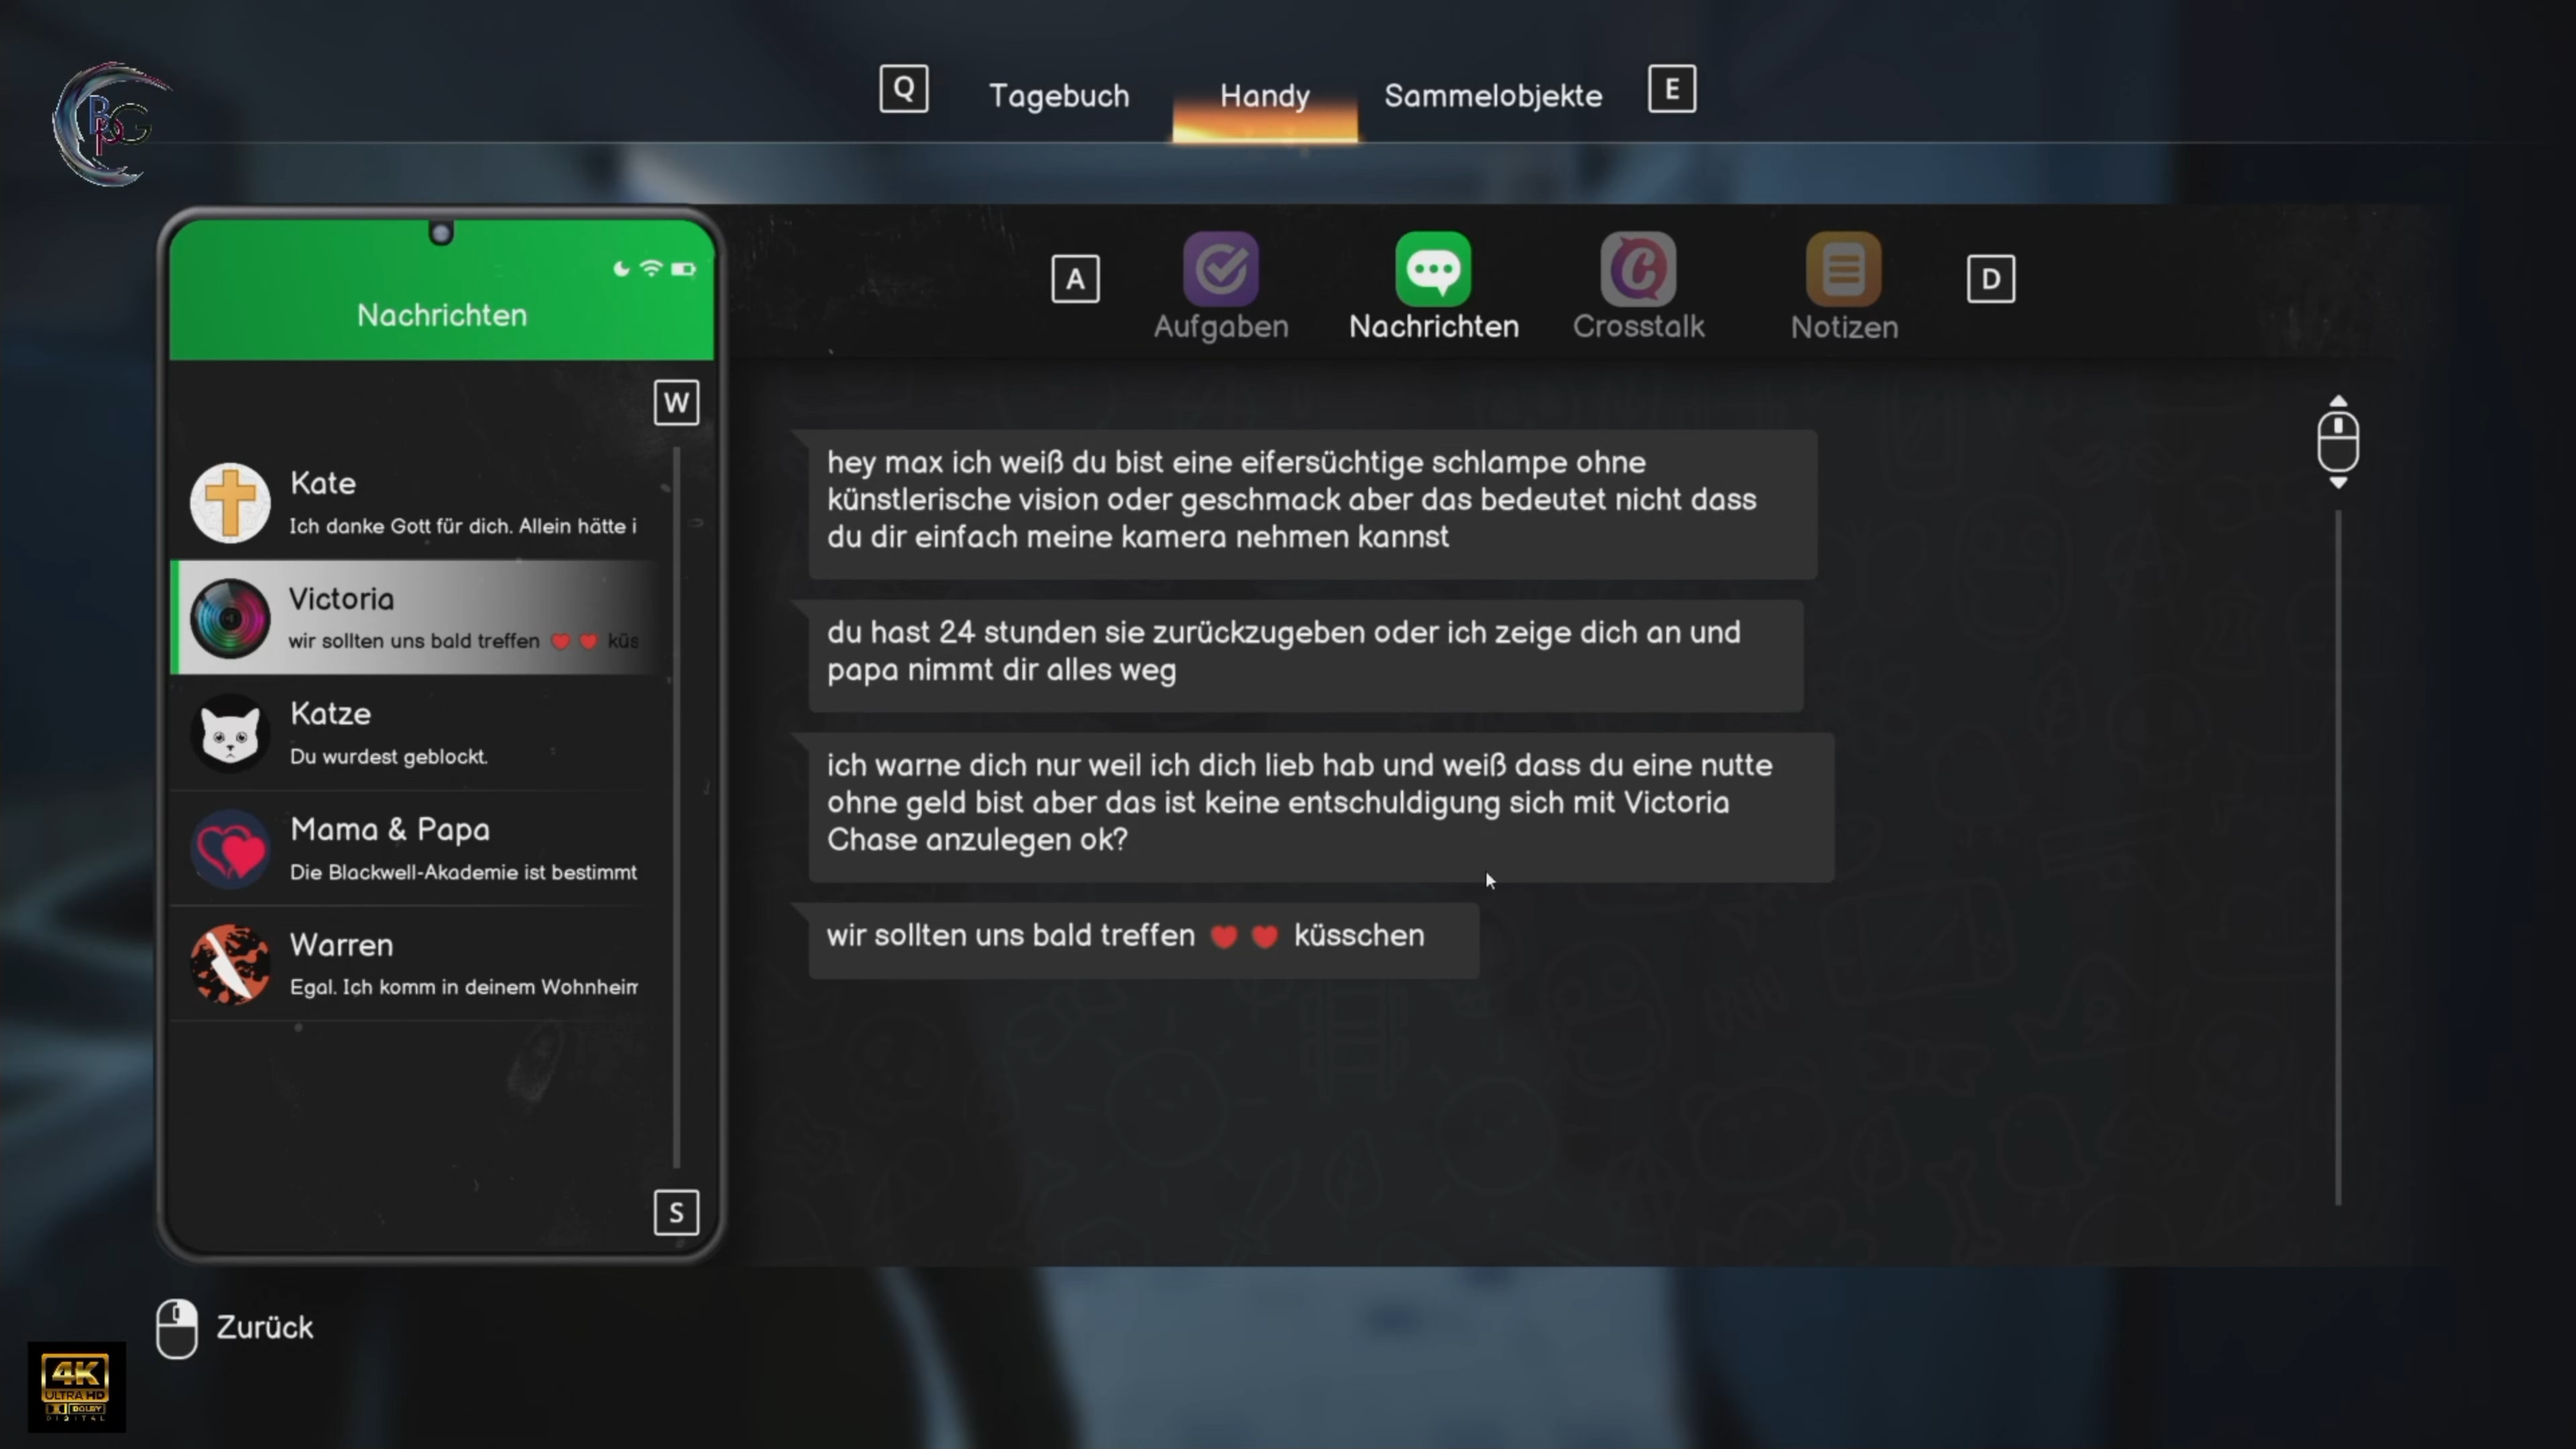 Q Tagebuch Handy Sammelobjekte E
BpG
Nachrichten
A Aufgaben Nachrichten Crosstalk Notizen D
W
Kate
Ich danke Gott für dich. Allein hätte i
Victoria
wir sollten uns bald treffen ❤️ ❤️ küs
Katze
Du wurdest geblockt.
Mama & Papa
Die Blackwell-Akademie ist bestimmt
Warren
Egal. Ich komm in deinem Wohnheim
S
hey max ich weiß du bist eine eifersüchtige schlampe ohne
künstlerische vision oder geschmack aber das bedeutet nicht dass
du dir einfach meine kamera nehmen kannst
du hast 24 stunden sie zurückzugeben oder ich zeige dich an und
papa nimmt dir alles weg
ich warne dich nur weil ich dich lieb hab und weiß dass du eine nutte
ohne geld bist aber das ist keine entschuldigung sich mit Victoria
Chase anzulegen ok?
wir sollten uns bald treffen ❤️ ❤️ küsschen
Zurück
4K
ULTRA HD
DOLBY
DIGITAL